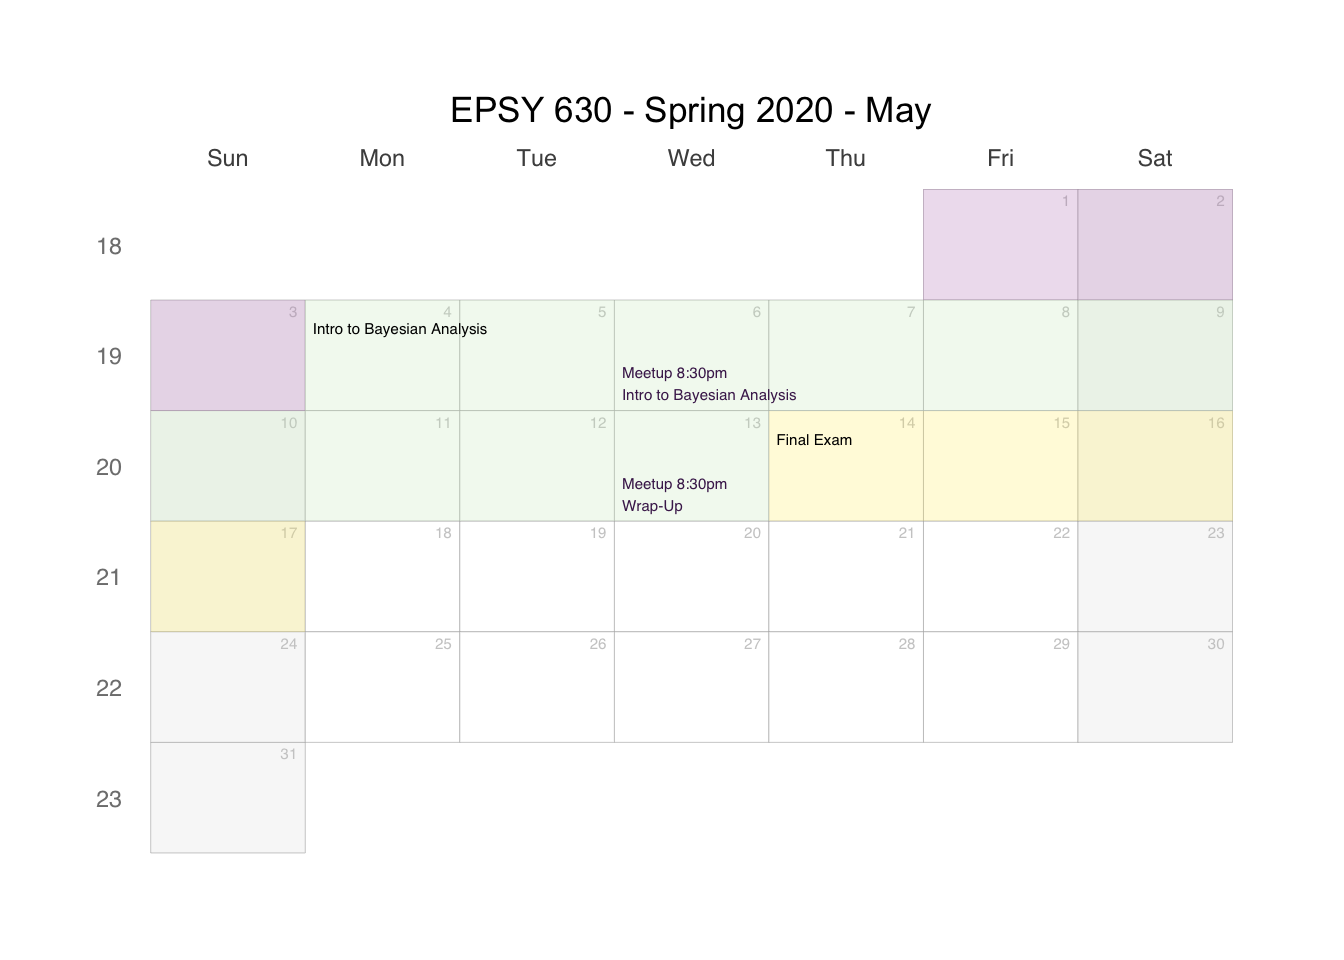 EPSY 630 - Spring 2020 - May
Sun Mon Tue Wed Thu Fri Sat
18
1 2
19
3 4 5 6 7 8 9
Intro to Bayesian Analysis
Meetup 8:30pm
Intro to Bayesian Analysis
20
10 11 12 13 14 15 16
Final Exam
Meetup 8:30pm
Wrap-Up
21
17 18 19 20 21 22 23
22
24 25 26 27 28 29 30
23
31